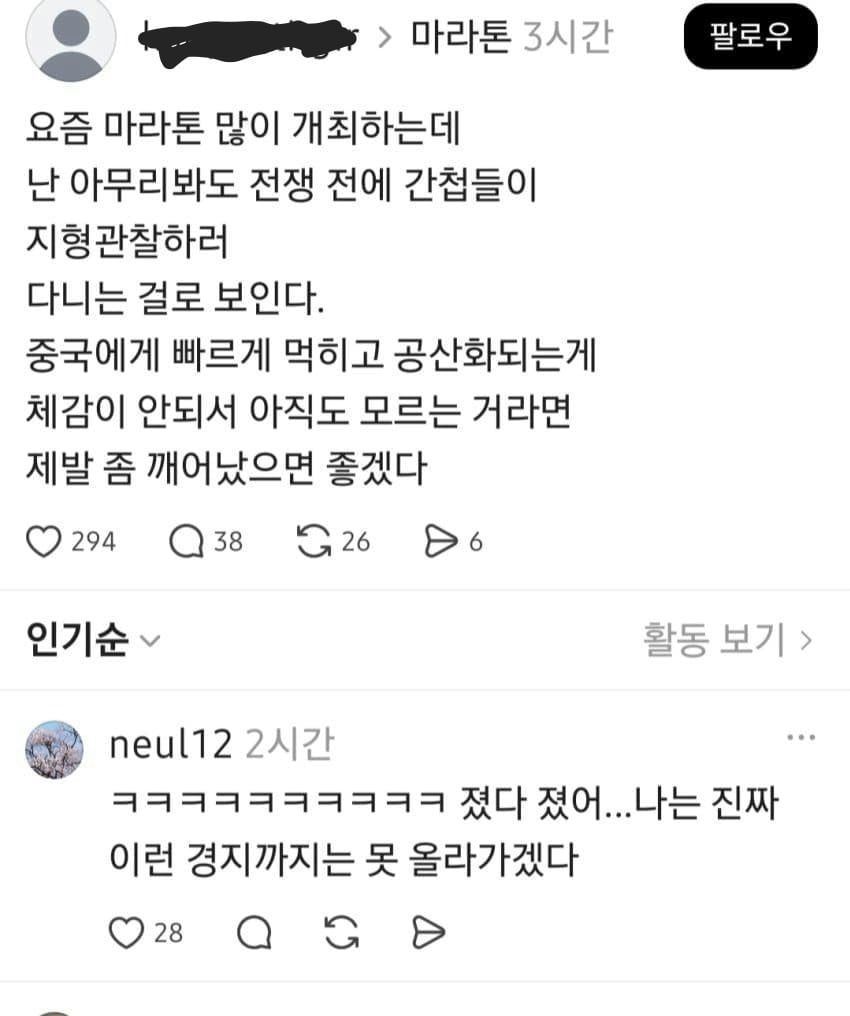 > 마라톤 3시간
팔로우
요즘 마라톤 많이 개최하는데
난 아무리봐도 전쟁 전에 간첩들이
지형관찰하러
다니는 걸로 보인다.
중국에게 빠르게 먹히고 공산화되는게
체감이 안되서 아직도 모르는 거라면
제발 좀 깨어났으면 좋겠다
294 38 26 6
인기순
활동 보기 >
neul12 2시간
ㅋㅋㅋㅋㅋㅋㅋㅋㅋㅋ 졌다 졌어...나는 진짜
이런 경지까지는 못 올라가겠다
28